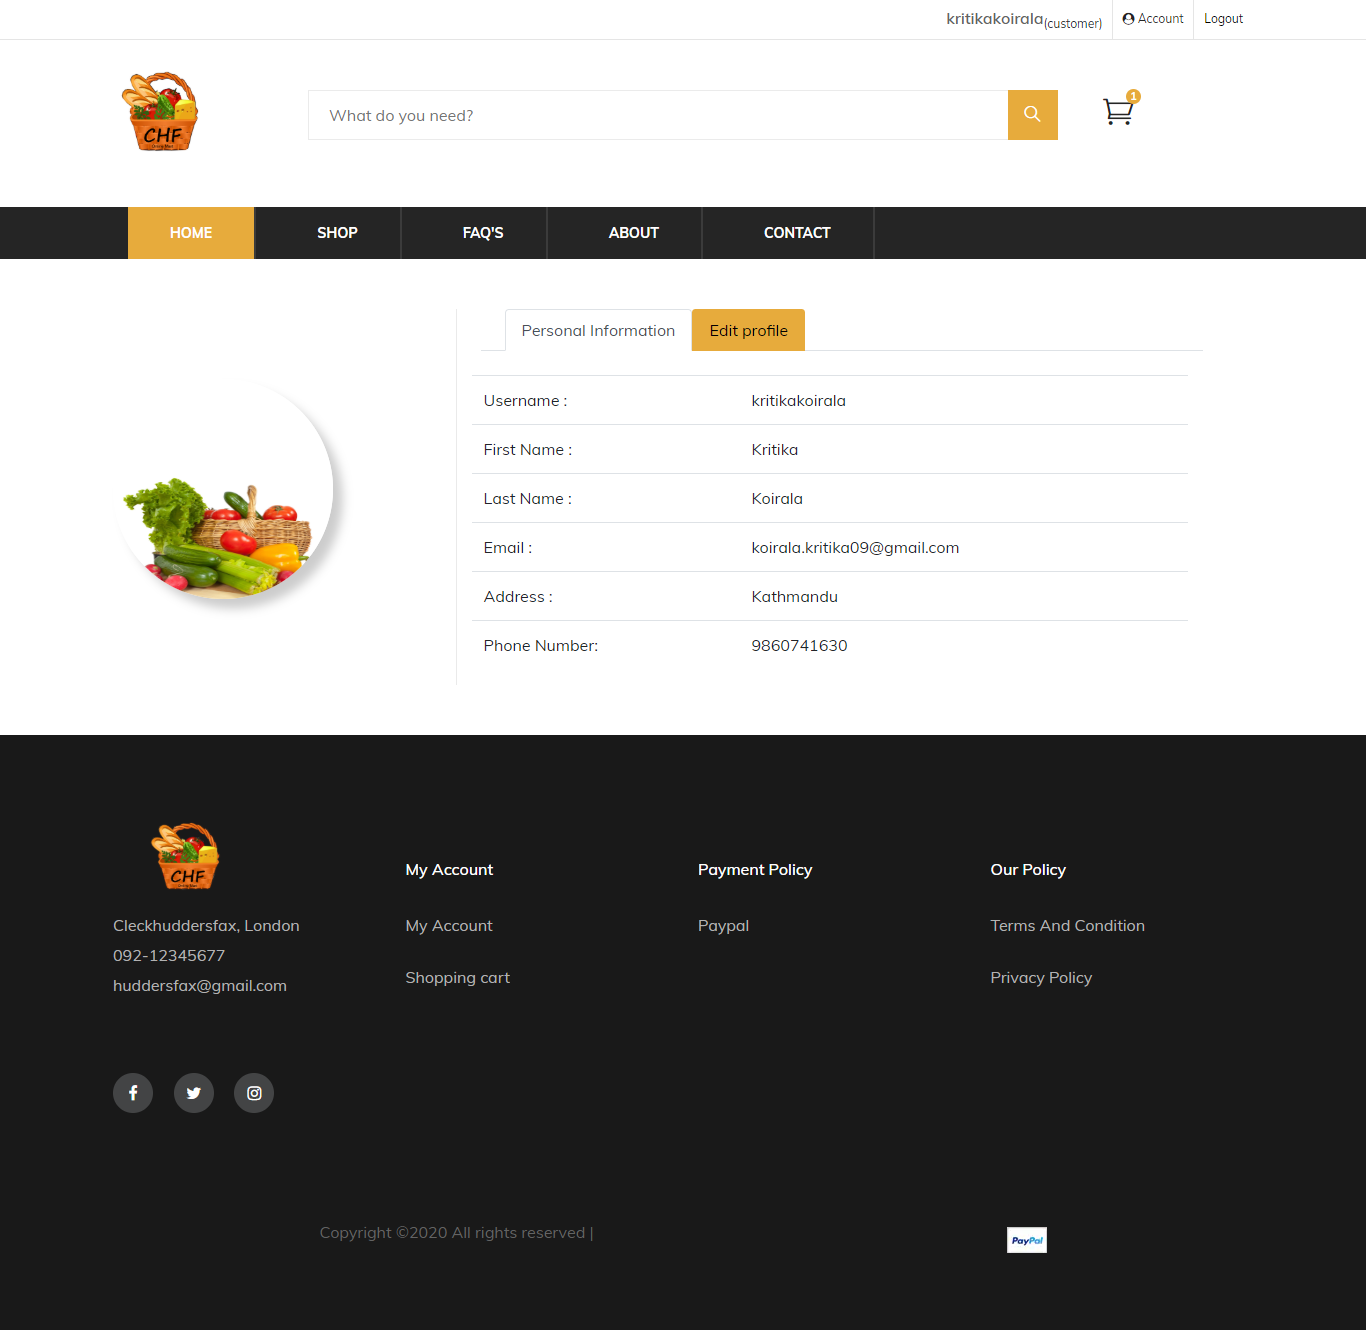 kritikakoirala(customer) Account Logout
CHF
What do you need?
1
HOME SHOP FAQ'S ABOUT CONTACT
Personal Information Edit profile
Username : kritikakoirala
First Name : Kritika
Last Name : Koirala
Email : koirala.kritika09@gmail.com
Address : Kathmandu
Phone Number: 9860741630
CHF
My Account Payment Policy Our Policy
Cleckhuddersfax, London My Account Paypal Terms And Condition
092-12345677
Shopping cart Privacy Policy
huddersfax@gmail.com
Copyright ©2020 All rights reserved |
PayPal